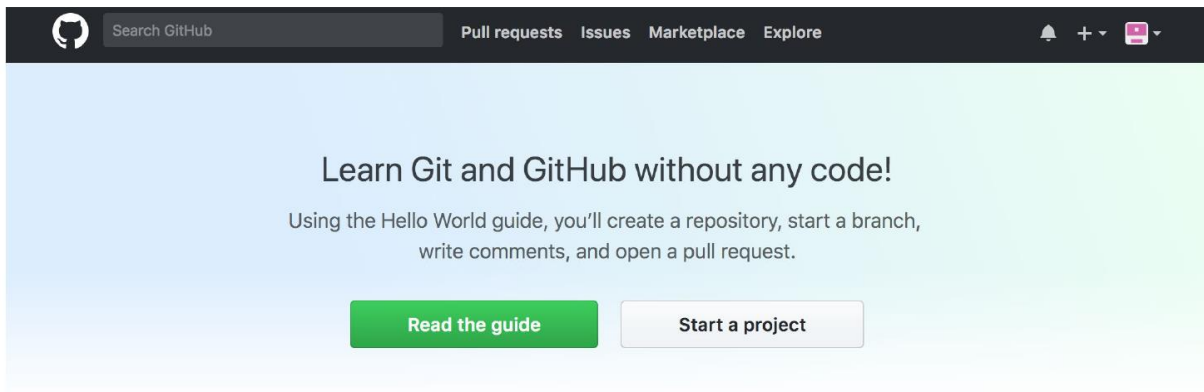 Search GitHub Pull requests Issues Marketplace Explore
Learn Git and GitHub without any code!
Using the Hello World guide, you’ll create a repository, start a branch,
write comments, and open a pull request.
Read the guide Start a project